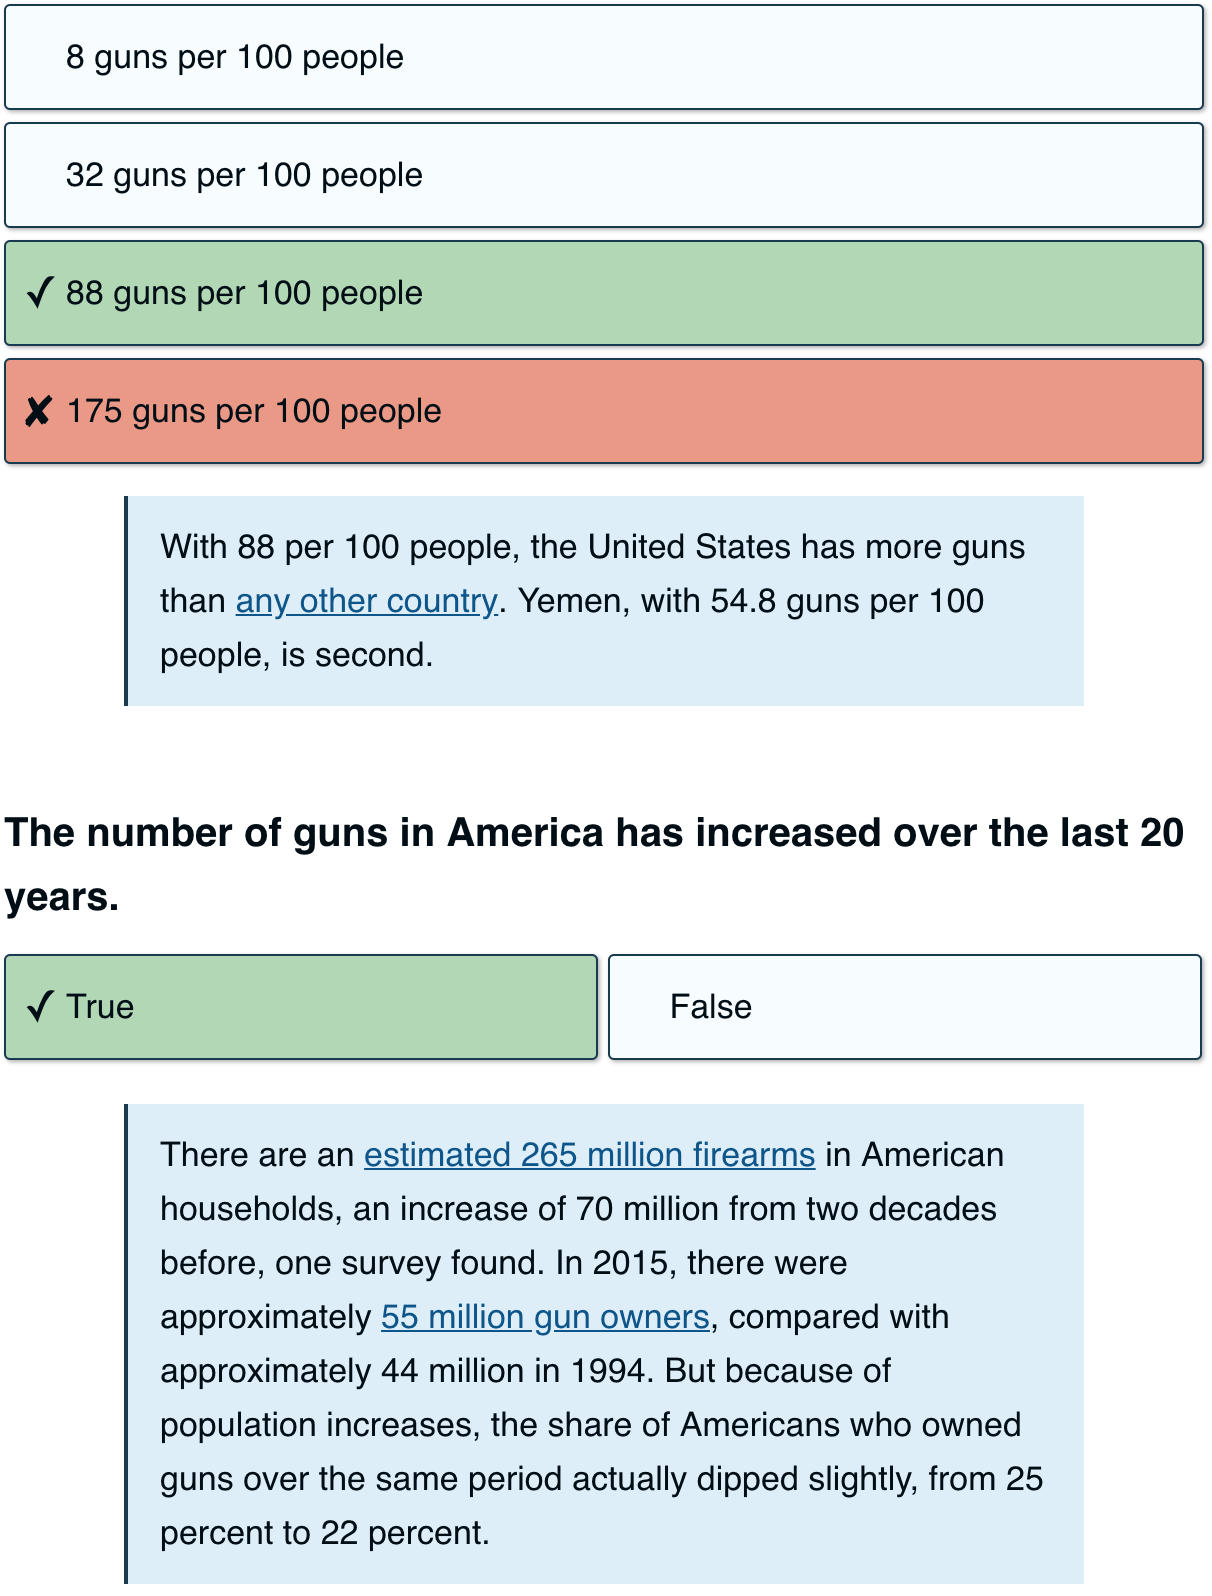 8 guns per 100 people
32 guns per 100 people
✓ 88 guns per 100 people
✘ 175 guns per 100 people
With 88 per 100 people, the United States has more guns
than any other country. Yemen, with 54.8 guns per 100
people, is second.
The number of guns in America has increased over the last 20
years.
✓ True
False
There are an estimated 265 million firearms in American
households, an increase of 70 million from two decades
before, one survey found. In 2015, there were
approximately 55 million gun owners, compared with
approximately 44 million in 1994. But because of
population increases, the share of Americans who owned
guns over the same period actually dipped slightly, from 25
percent to 22 percent.